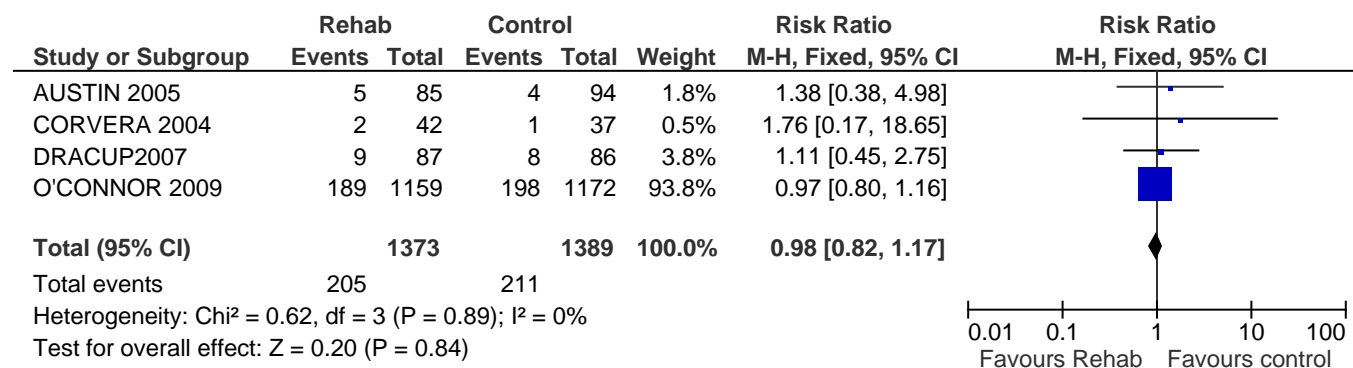 Rehab Control Risk Ratio Risk Ratio
Study or Subgroup Events Total Events Total Weight M-H, Fixed, 95% CI M-H, Fixed, 95% CI
AUSTIN 2005 5 85 4 94 1.8% 1.38 [0.38, 4.98]
CORVERA 2004 2 42 1 37 0.5% 1.76 [0.17, 18.65]
DRACUP2007 9 87 8 86 3.8% 1.11 [0.45, 2.75]
O'CONNOR 2009 189 1159 198 1172 93.8% 0.97 [0.80, 1.16]
Total (95% CI) 1373 1389 100.0% 0.98 [0.82, 1.17]
Total events 205 211
Heterogeneity: Chi² = 0.62, df = 3 (P = 0.89); I² = 0%
Test for overall effect: Z = 0.20 (P = 0.84)
0.01 0.1 1 10 100
Favours Rehab Favours control